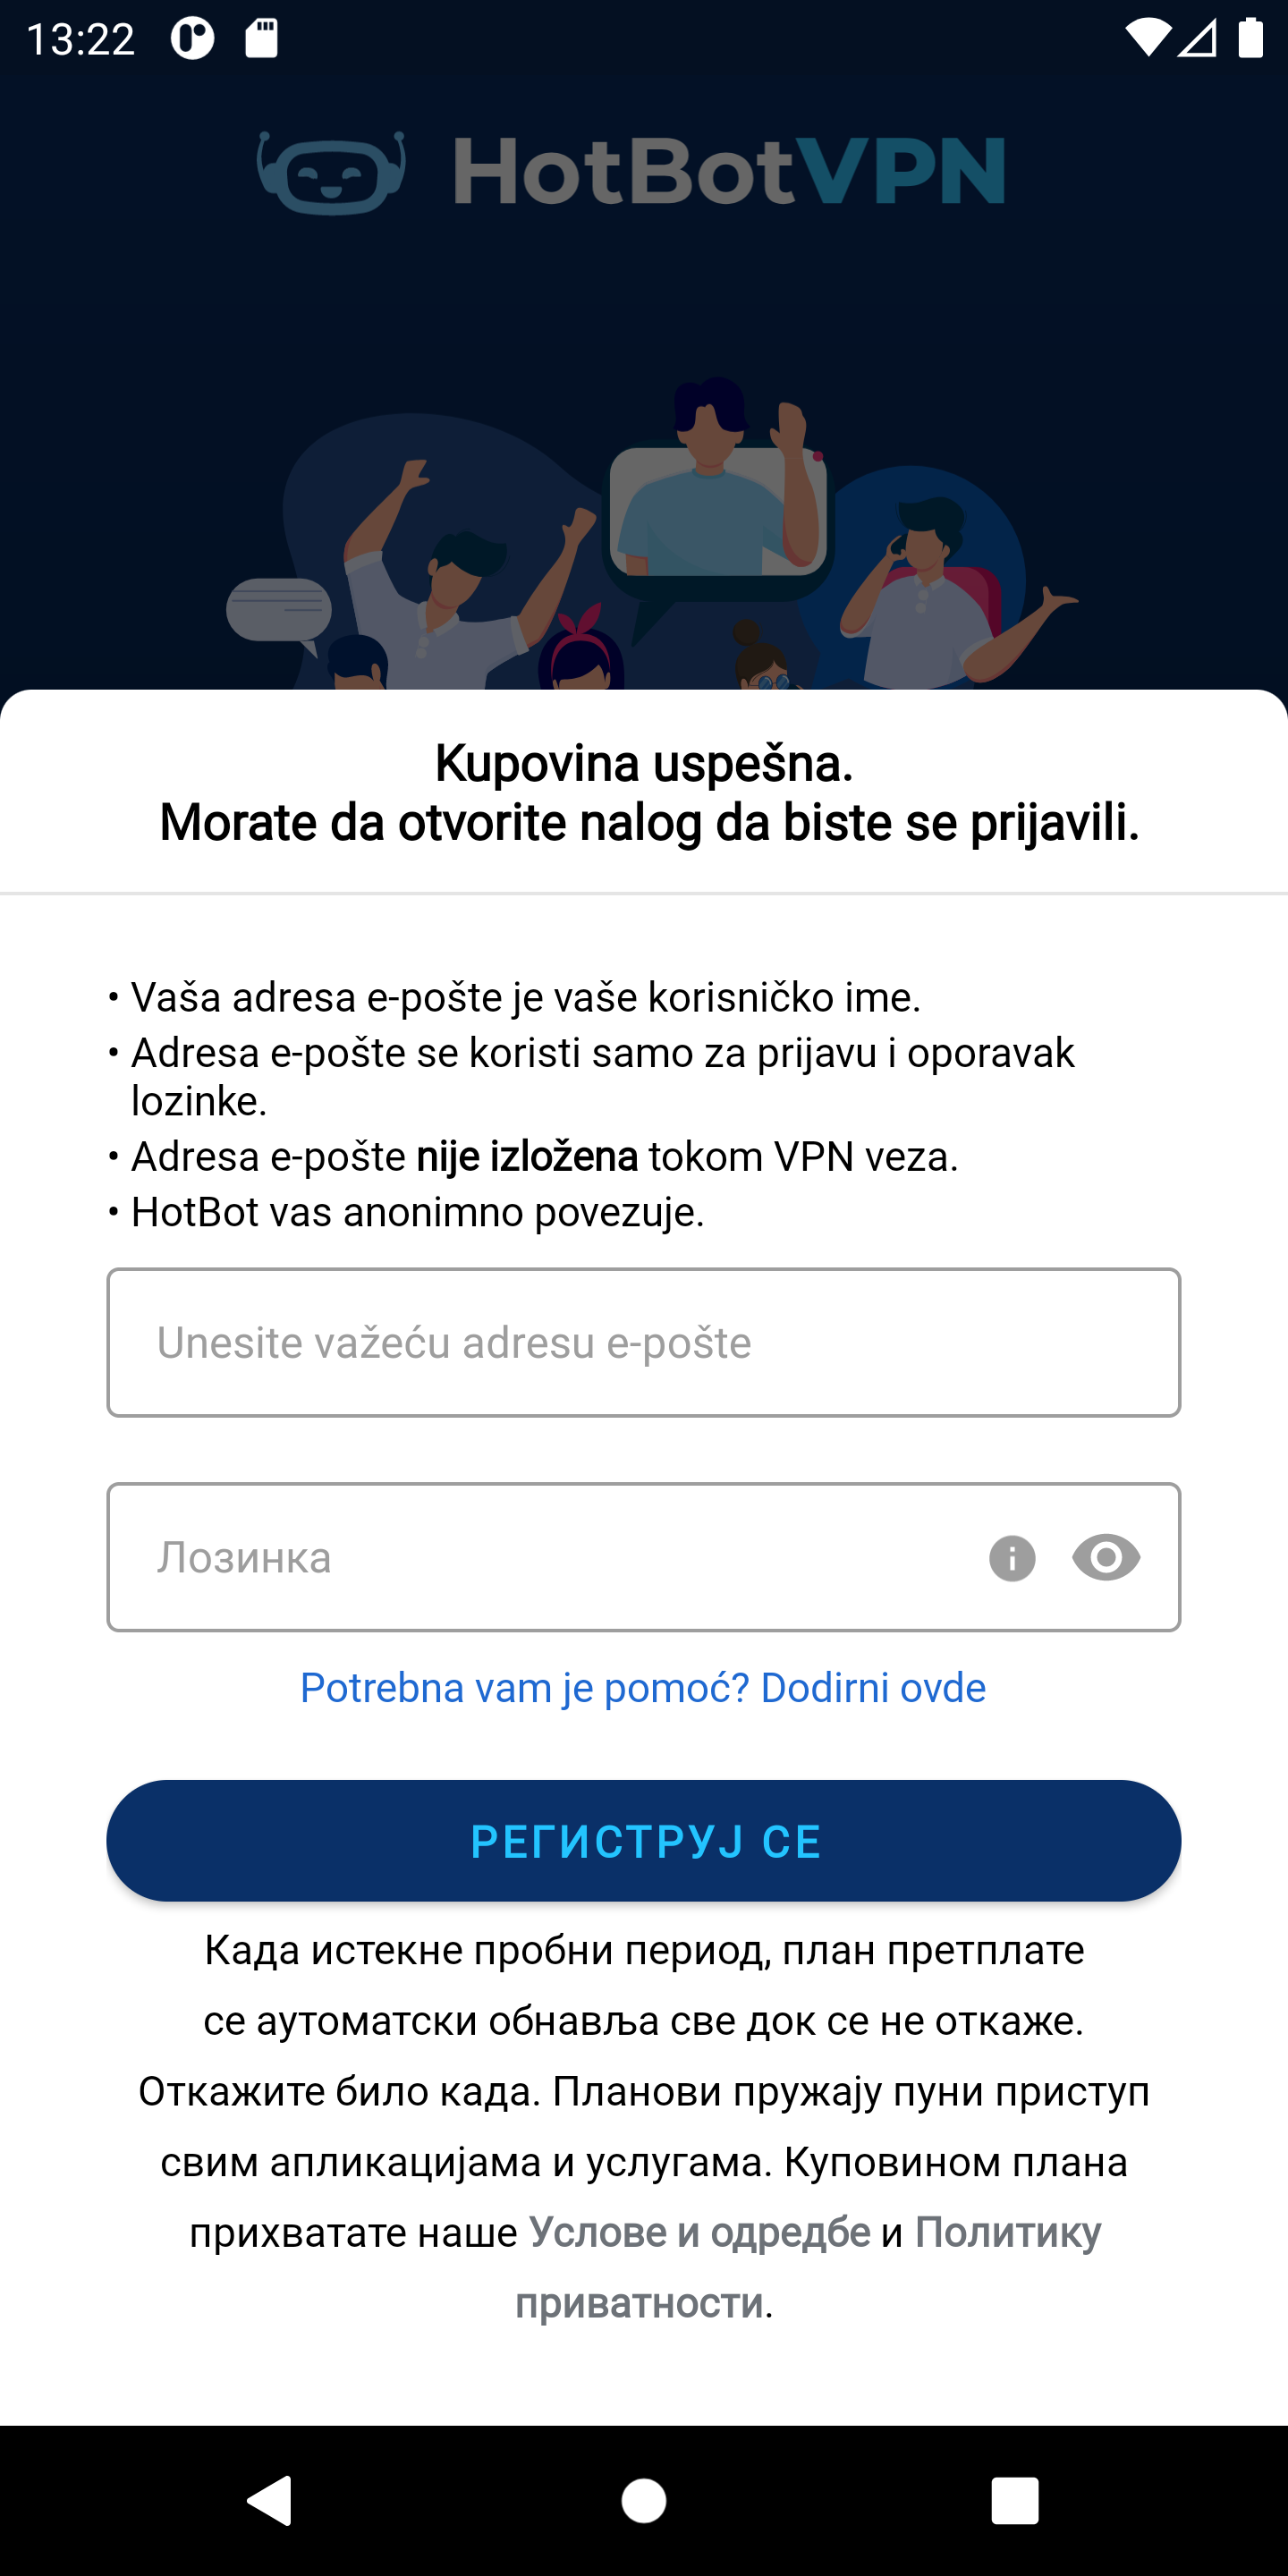 13:22
HotBotVPN
Kupovina uspešna.
Morate da otvorite nalog da biste se prijavili.
• Vaša adresa e-pošte je vaše korisničko ime.
• Adresa e-pošte se koristi samo za prijavu i oporavak
lozinke.
• Adresa e-pošte nije izložena tokom VPN veza.
• HotBot vas anonimno povezuje.
Unesite važeću adresu e-pošte
Лозинка
Potrebna vam je pomoć? Dodirni ovde
РЕГИСТРУЈ СЕ
Када истекне пробни период, план претплате
се аутоматски обнавља све док се не откаже.
Откажите било када. Планови пружају пуни приступ
свим апликацијама и услугама. Куповином плана
прихватате наше Услове и одредбе и Политику
приватности.